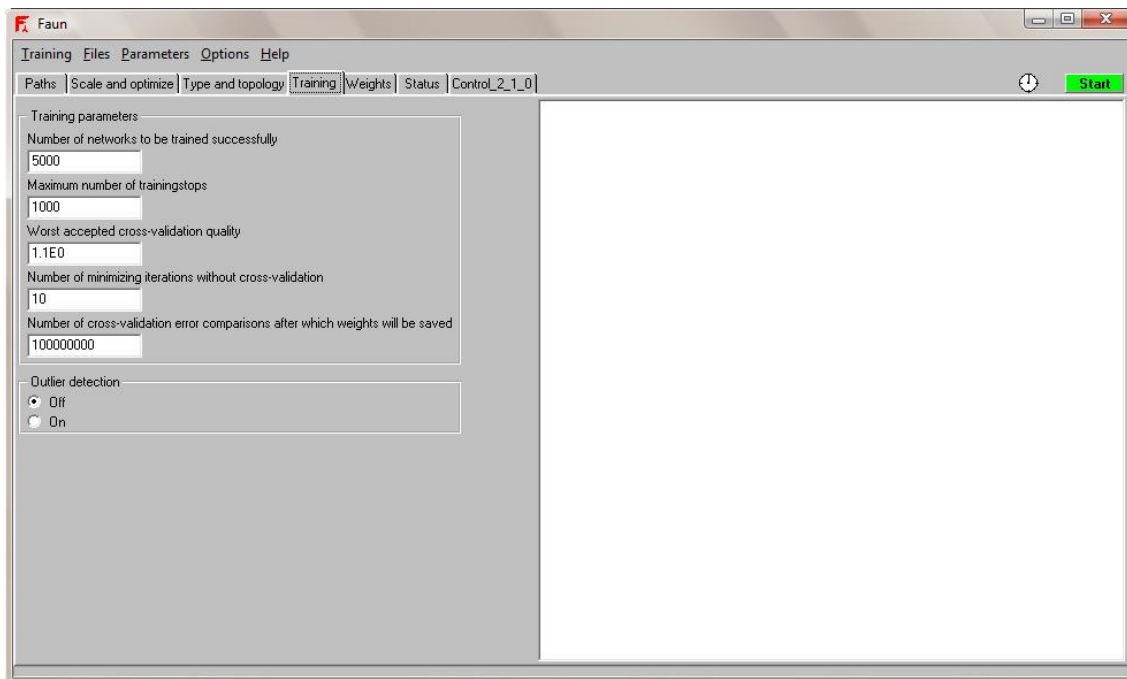 Faun
Training Files Parameters Options Help
Paths Scale and optimize Type and topology Training Weights Status Control_2_1_0 Start
Training parameters
Number of networks to be trained successfully
5000
Maximum number of trainingstops
1000
Worst accepted cross-validation quality
1.1E0
Number of minimizing iterations without cross-validation
10
Number of cross-validation error comparisons after which weights will be saved
100000000
Outlier detection
Off
On